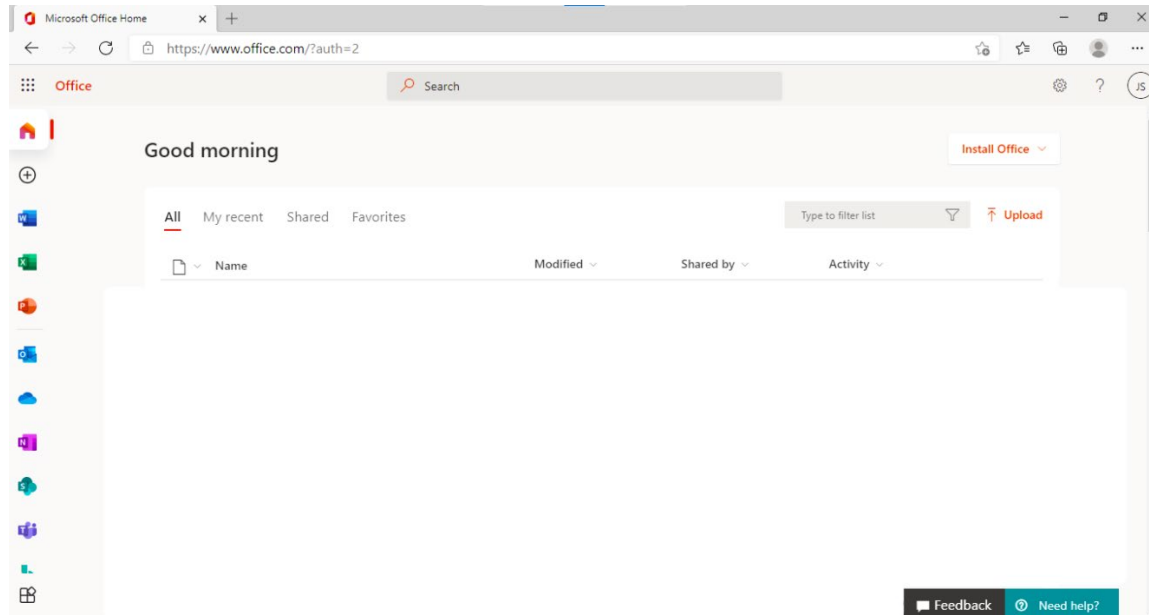 Microsoft Office Home
https://www.office.com/?auth=2
Office
Search
?
JS
Good morning
Install Office
All My recent Shared Favorites
Type to filter list
Upload
Name Modified Shared by Activity
Feedback
Need help?